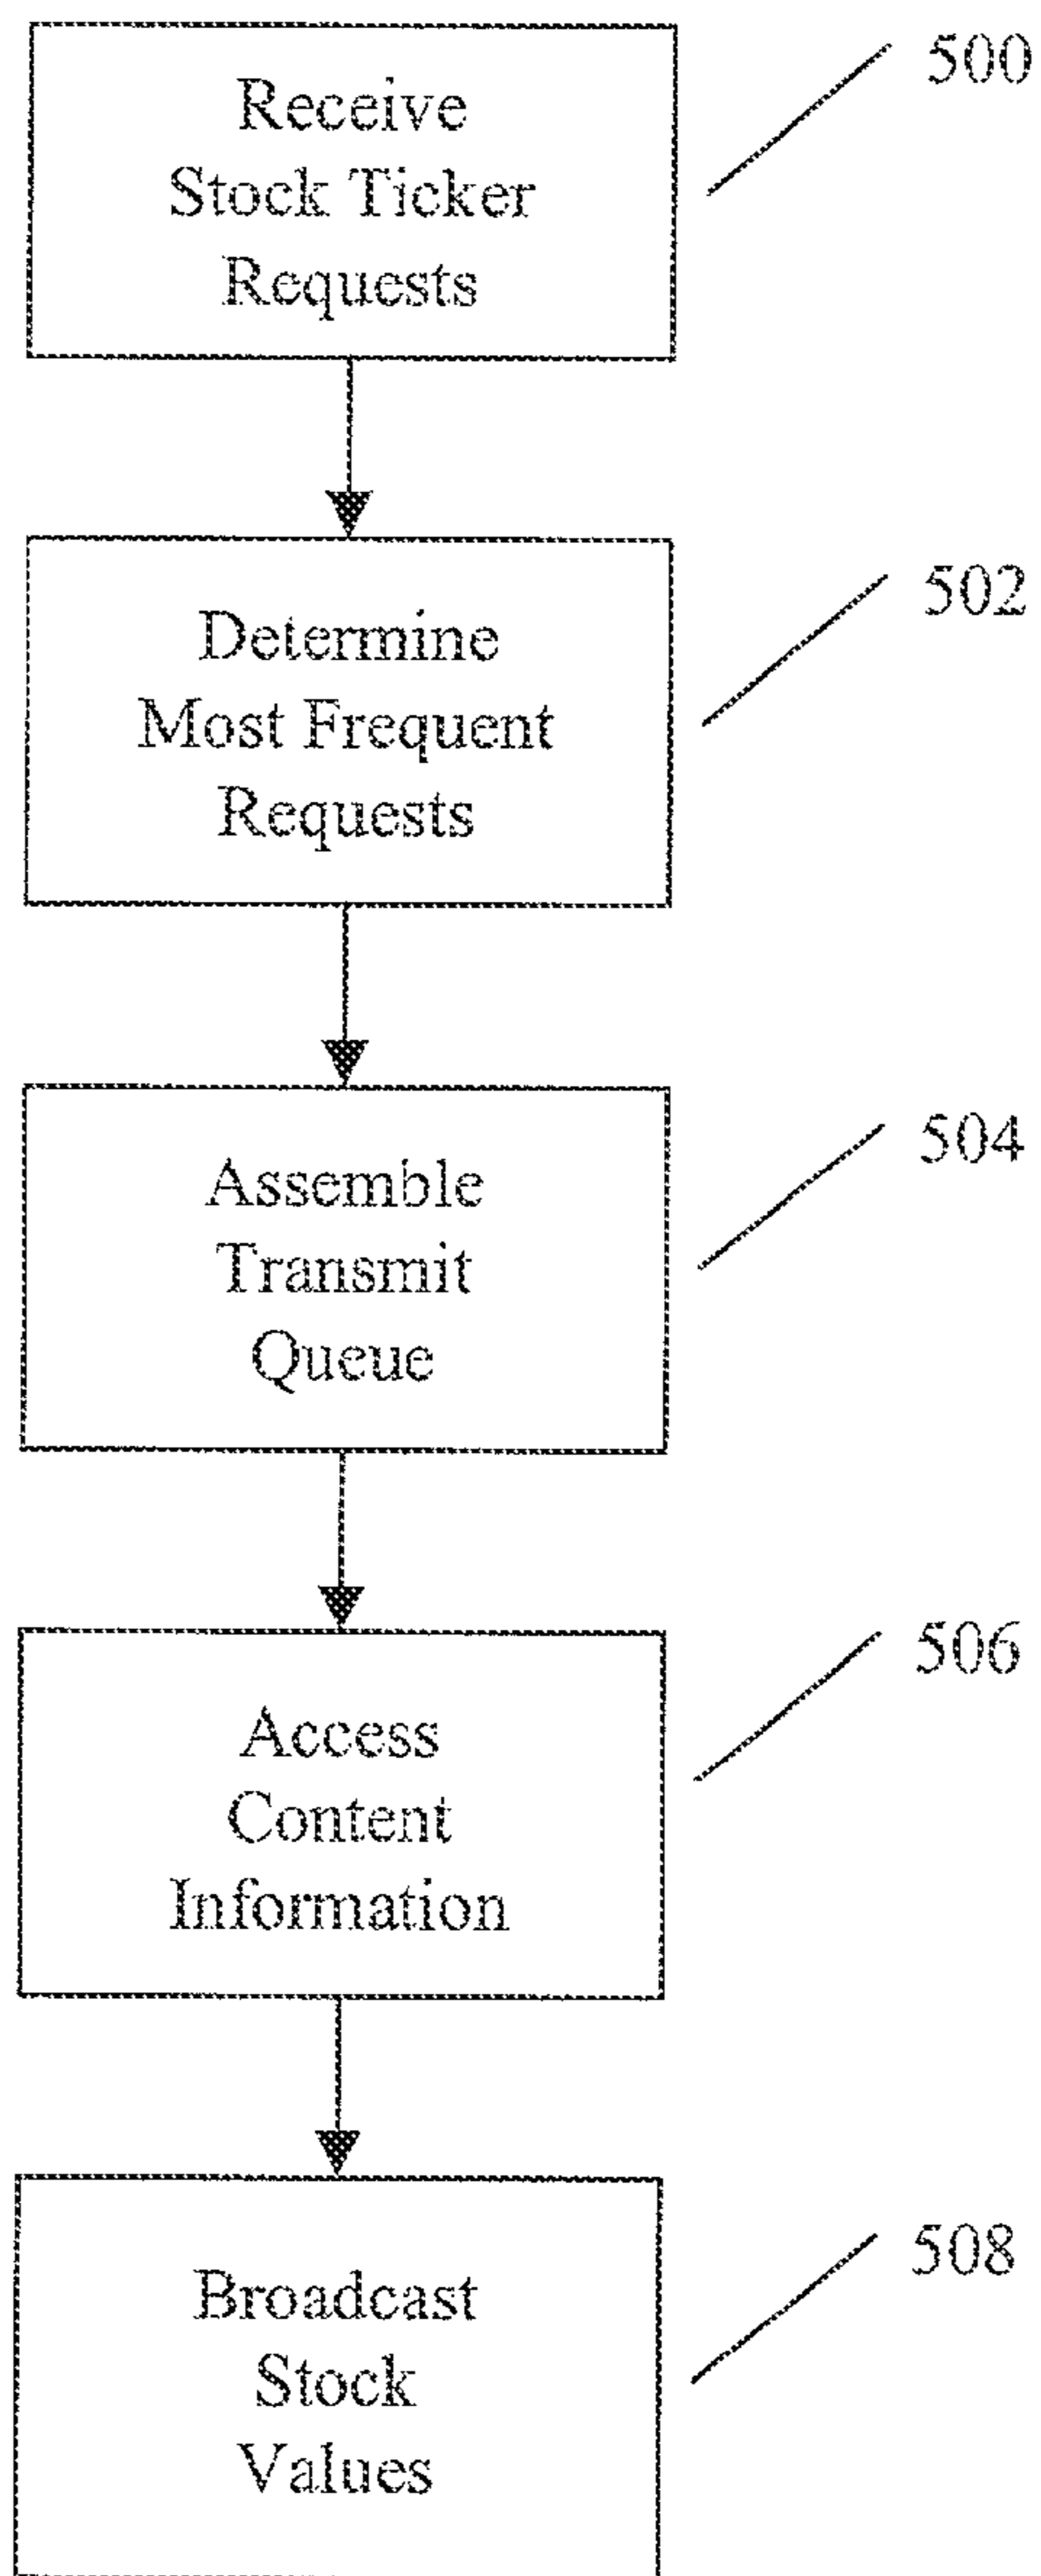 Receive
Stock Ticker
Requests
500
Determine
Most Frequent
Requests
502
Assemble
Transmit
Queue
504
Access
Content
Information
506
Broadcast
Stock
Values
508